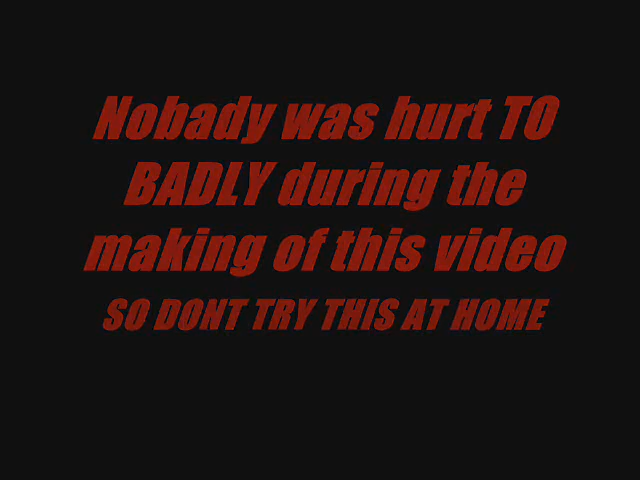 Nobady was hurt TO
BADLY during the
making of this video
SO DONT TRY THIS AT HOME